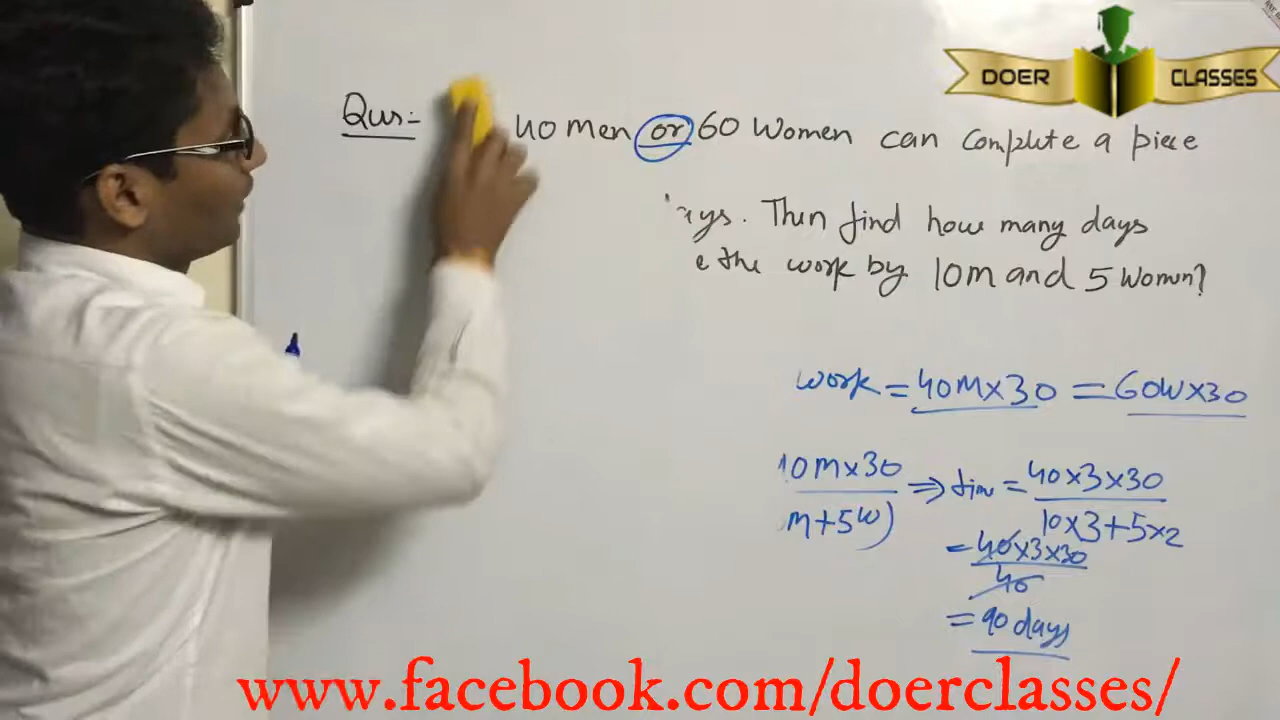 DOER CLASSES
Qus:- 40 men or 60 women can complete a piece
days. Then find how many days
e the work by 10m and 5 women?
work = 40M×30 = 60W×30
10M×30 ⇒ time = 40×3×30
M+5W) 10×3+5×2
= 40×3×30
40
= 90 days
www.facebook.com/doerclasses/